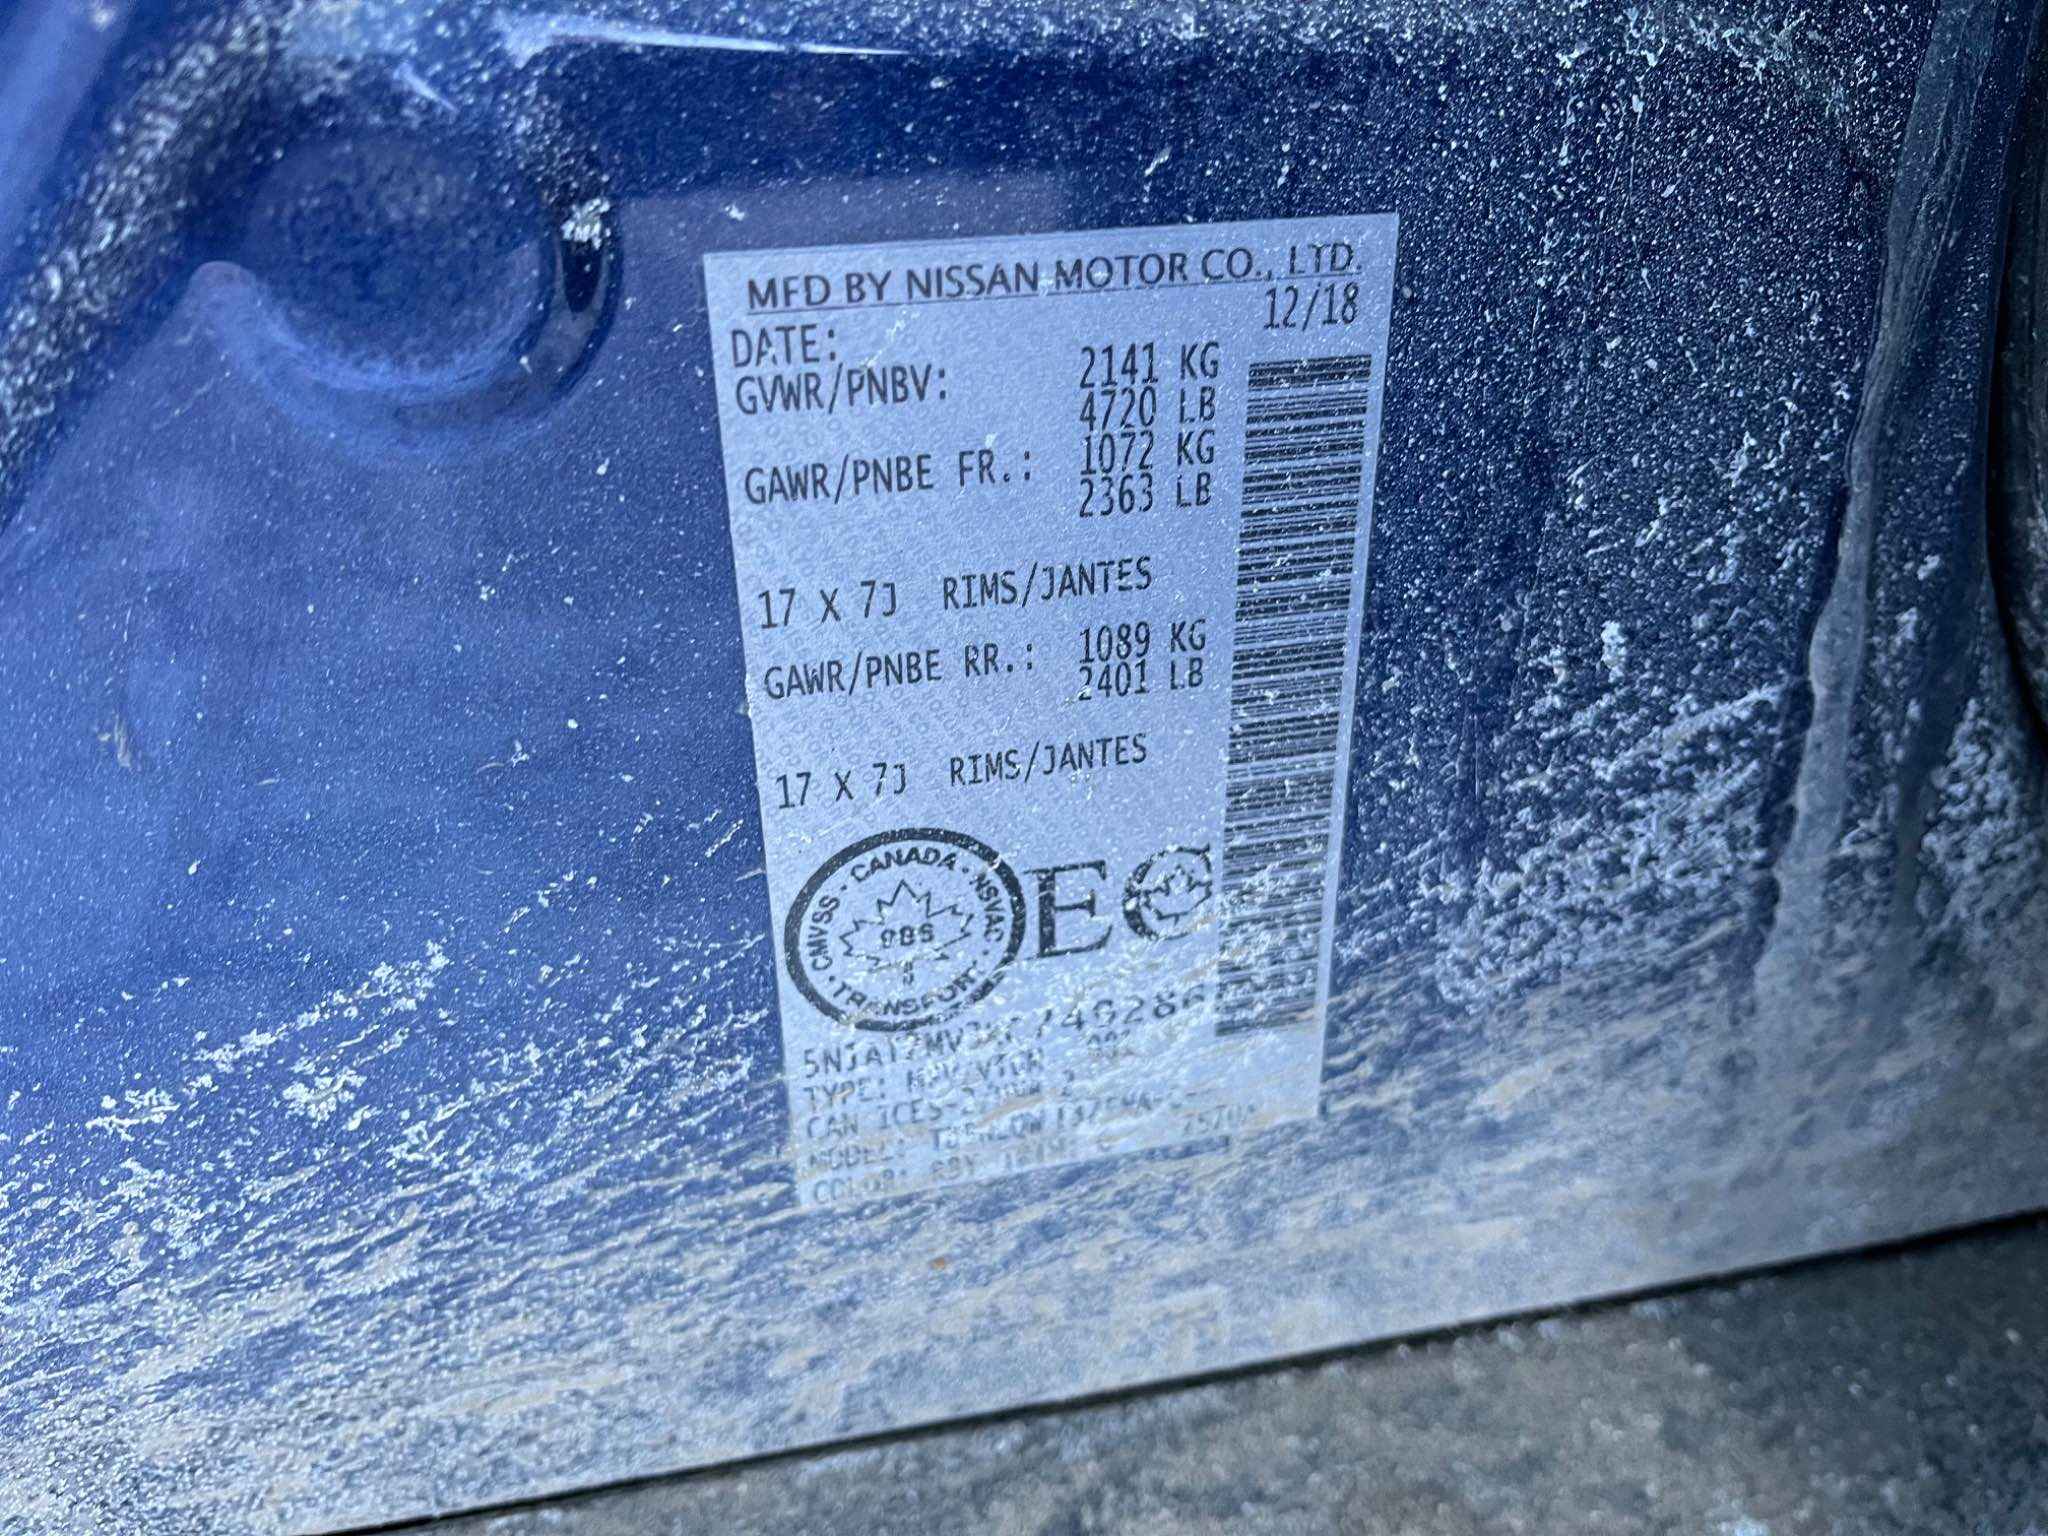 MFD BY NISSAN MOTOR CO., LTD.
DATE: 12/18
GVWR/PNBV: 2141 KG
4720 LB
GAWR/PNBE FR.: 1072 KG
2363 LB
17 X 7J RIMS/JANTES
GAWR/PNBE RR.: 1089 KG
2401 LB
17 X 7J RIMS/JANTES
CANADA · NSVAC · TRANSPORT · CMVSS ·
EC
TYPE:
CAN
MODEL:
COLOR: